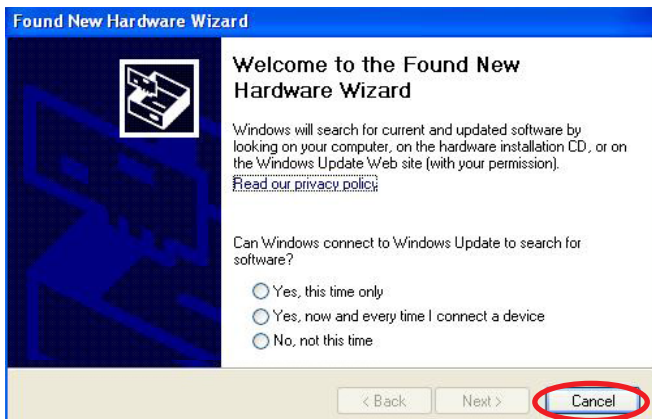 Found New Hardware Wizard
Welcome to the Found New
Hardware Wizard
Windows will search for current and updated software by
looking on your computer, on the hardware installation CD, or on
the Windows Update Web site (with your permission).
Read our privacy policy
Can Windows connect to Windows Update to search for
software?
Yes, this time only
Yes, now and every time I connect a device
No, not this time
< Back
Next >
Cancel